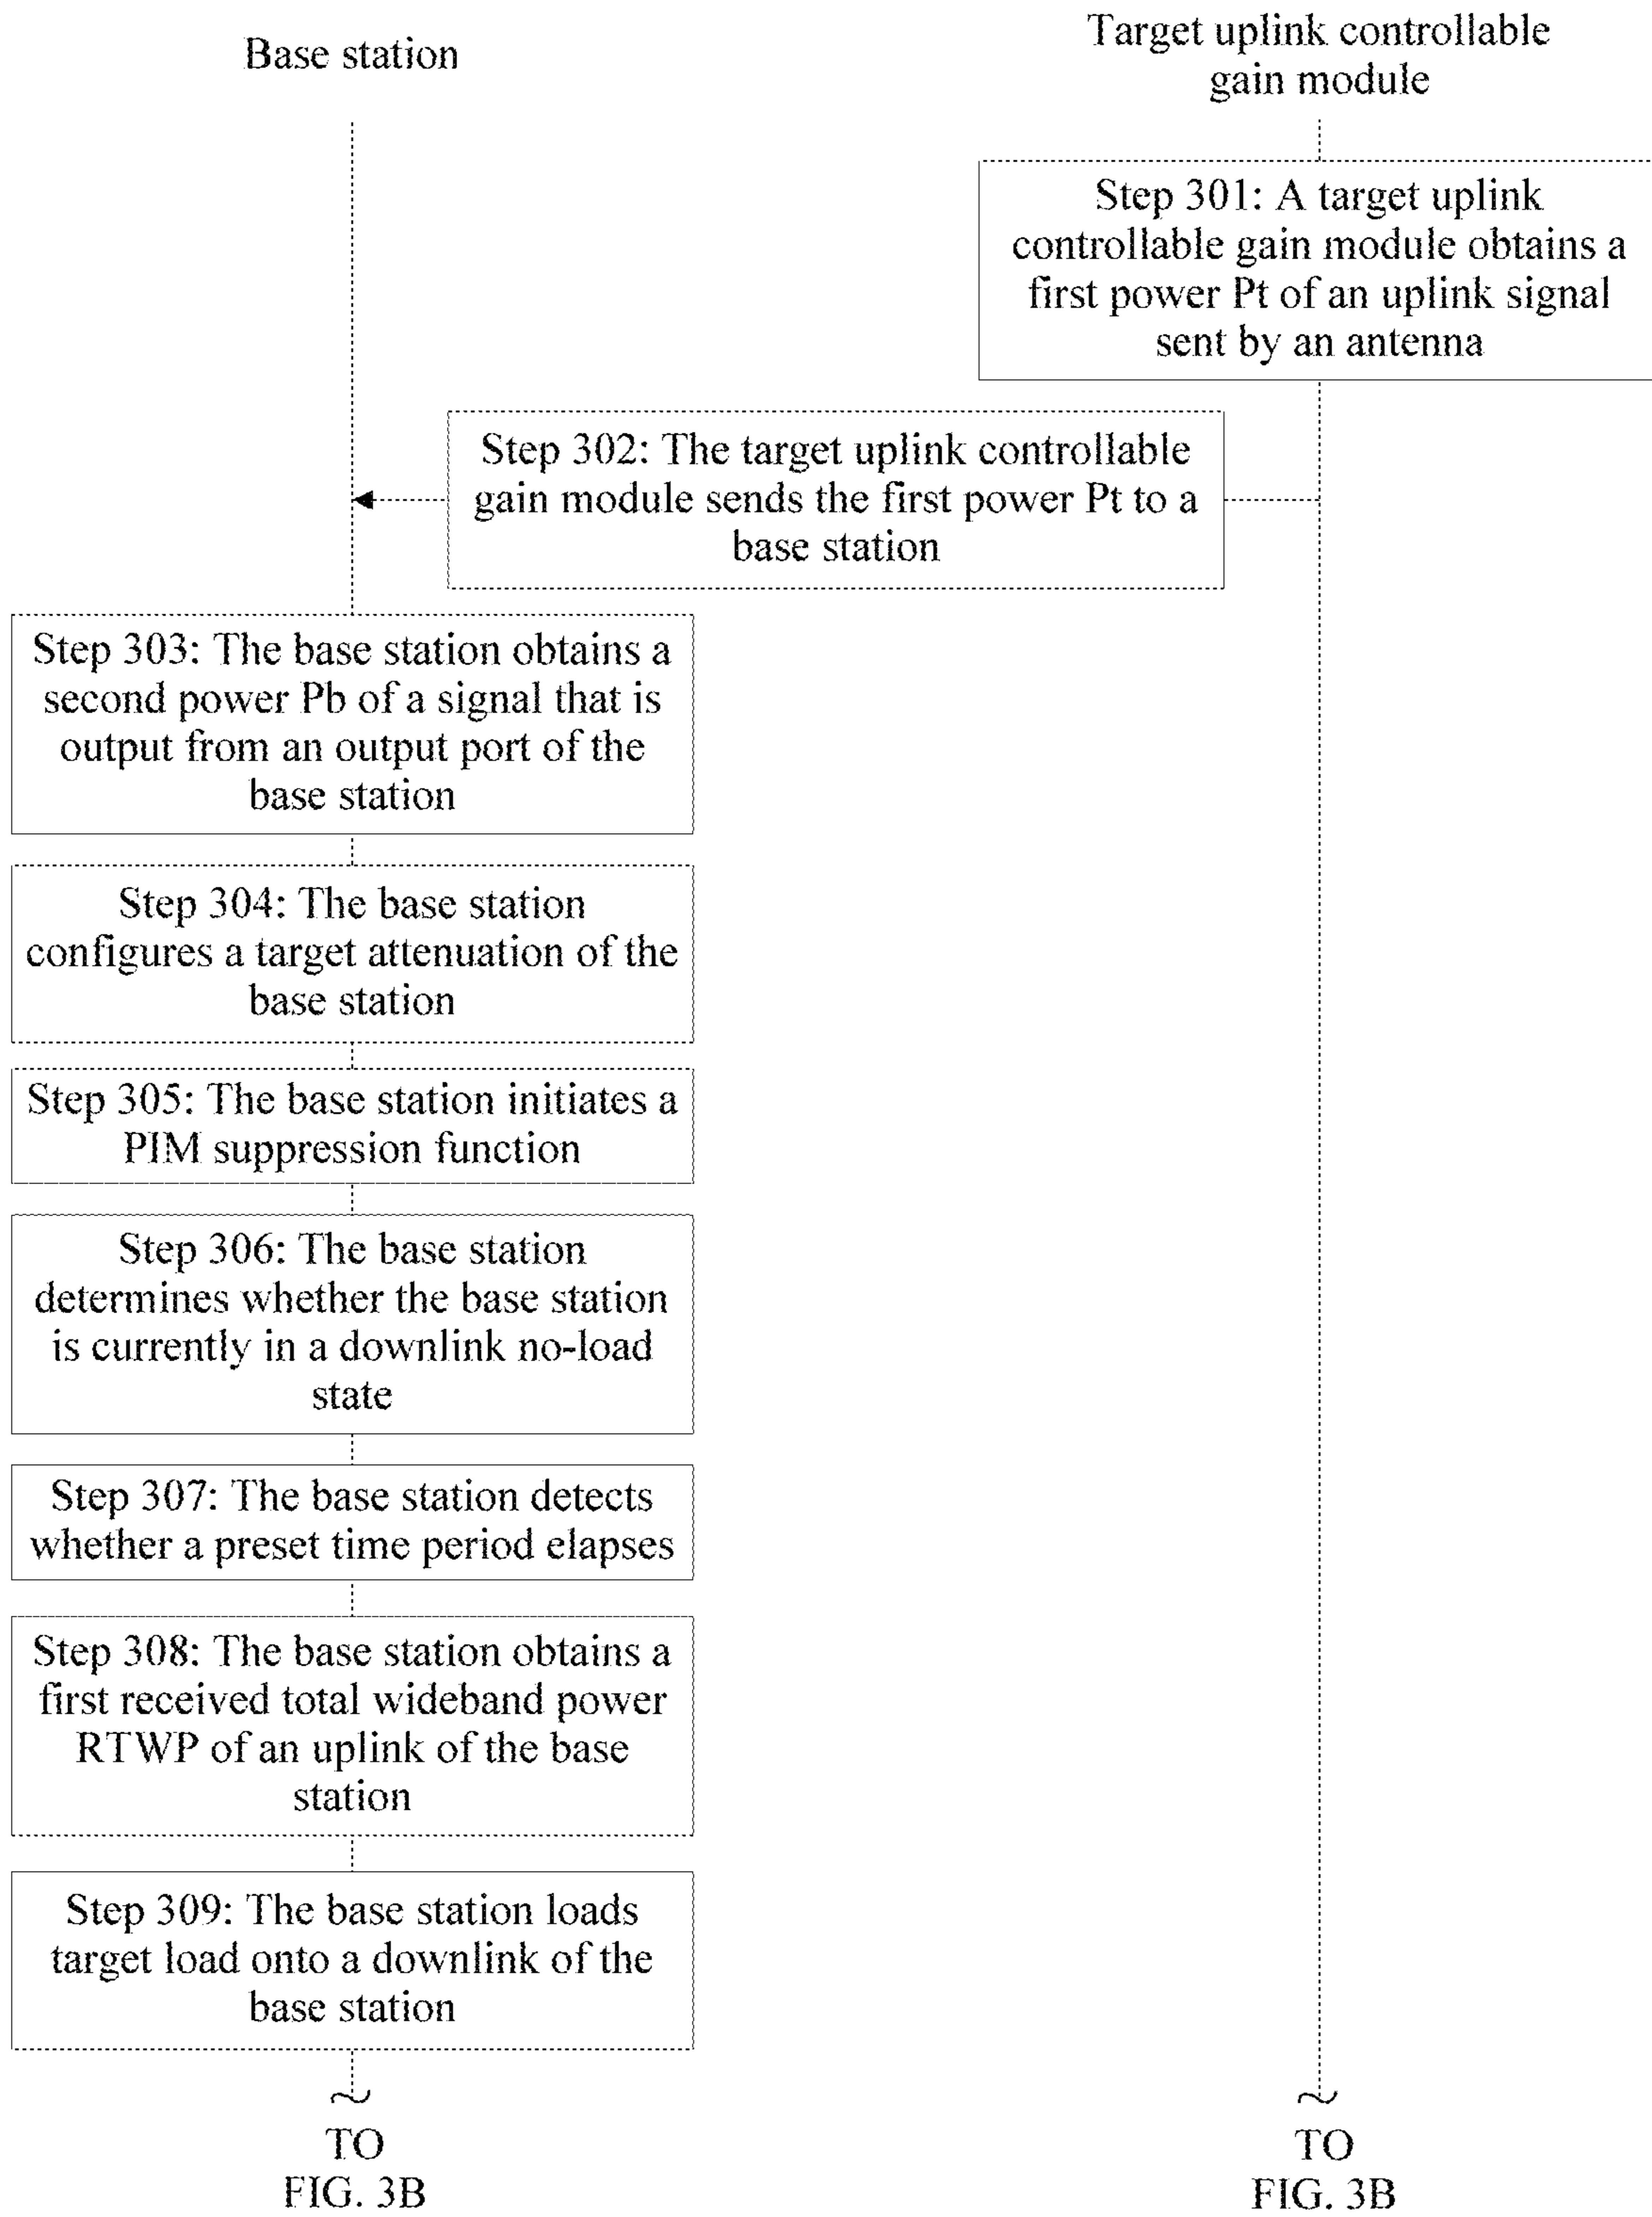 Base station
Target uplink controllable
gain module
Step 301: A target uplink
controllable gain module obtains a
first power Pt of an uplink signal
sent by an antenna
Step 302: The target uplink controllable
gain module sends the first power Pt to a
base station
Step 303: The base station obtains a
second power Pb of a signal that is
output from an output port of the
base station
Step 304: The base station
configures a target attenuation of the
base station
Step 305: The base station initiates a
PIM suppression function
Step 306: The base station
determines whether the base station
is currently in a downlink no-load
state
Step 307: The base station detects
whether a preset time period elapses
Step 308: The base station obtains a
first received total wideband power
RTWP of an uplink of the base
station
Step 309: The base station loads
target load onto a downlink of the
base station
TO
FIG. 3B
TO
FIG. 3B